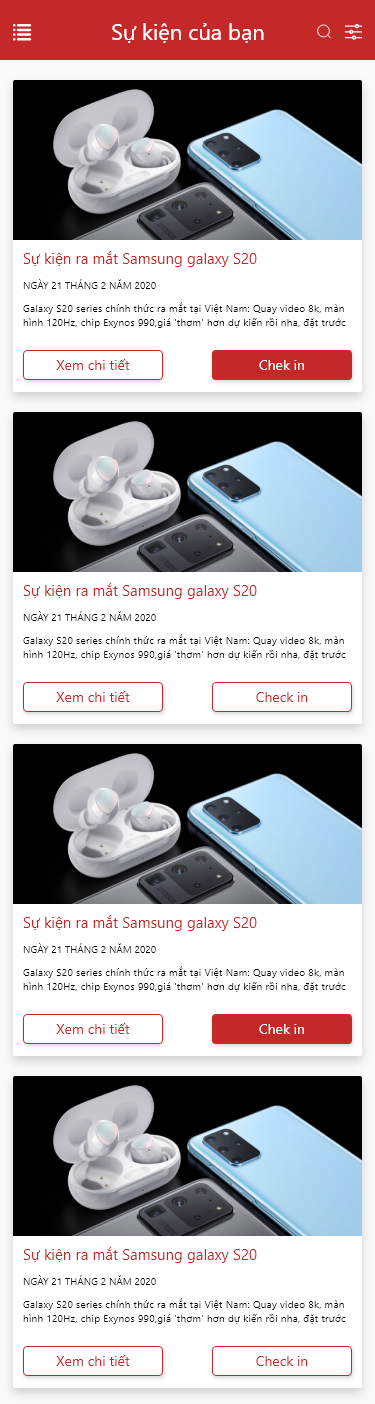 Sự kiện của bạn
Sự kiện ra mắt Samsung galaxy S20
NGÀY 21 THÁNG 2 NĂM 2020
Galaxy S20 series chính thức ra mắt tại Việt Nam: Quay video 8k, màn
hình 120Hz, chip Exynos 990,giá 'thơm' hơn dự kiến rồi nha, đặt trước
Xem chi tiết Chek in
Sự kiện ra mắt Samsung galaxy S20
NGÀY 21 THÁNG 2 NĂM 2020
Galaxy S20 series chính thức ra mắt tại Việt Nam: Quay video 8k, màn
hình 120Hz, chip Exynos 990,giá 'thơm' hơn dự kiến rồi nha, đặt trước
Xem chi tiết Check in
Sự kiện ra mắt Samsung galaxy S20
NGÀY 21 THÁNG 2 NĂM 2020
Galaxy S20 series chính thức ra mắt tại Việt Nam: Quay video 8k, màn
hình 120Hz, chip Exynos 990,giá 'thơm' hơn dự kiến rồi nha, đặt trước
Xem chi tiết Chek in
Sự kiện ra mắt Samsung galaxy S20
NGÀY 21 THÁNG 2 NĂM 2020
Galaxy S20 series chính thức ra mắt tại Việt Nam: Quay video 8k, màn
hình 120Hz, chip Exynos 990,giá 'thơm' hơn dự kiến rồi nha, đặt trước
Xem chi tiết Check in